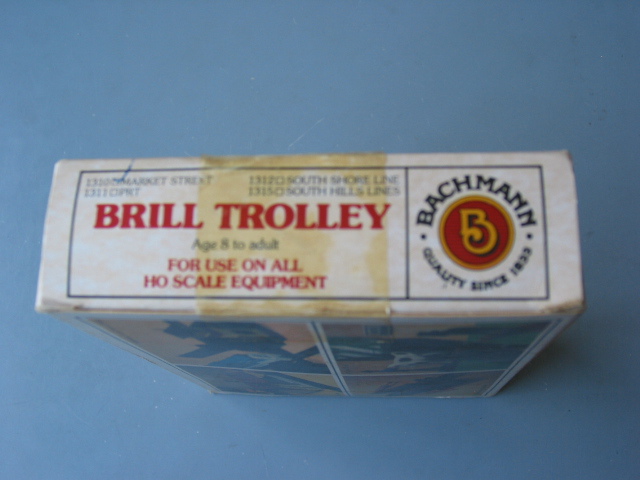 1310 MARKET STREET 1312 SOUTH SHORE LINE
1311 PRT 1315 SOUTH HILLS LINES
BRILL TROLLEY
Age 8 to adult
FOR USE ON ALL
HO SCALE EQUIPMENT
BACHMANN
B
QUALITY SINCE 1833